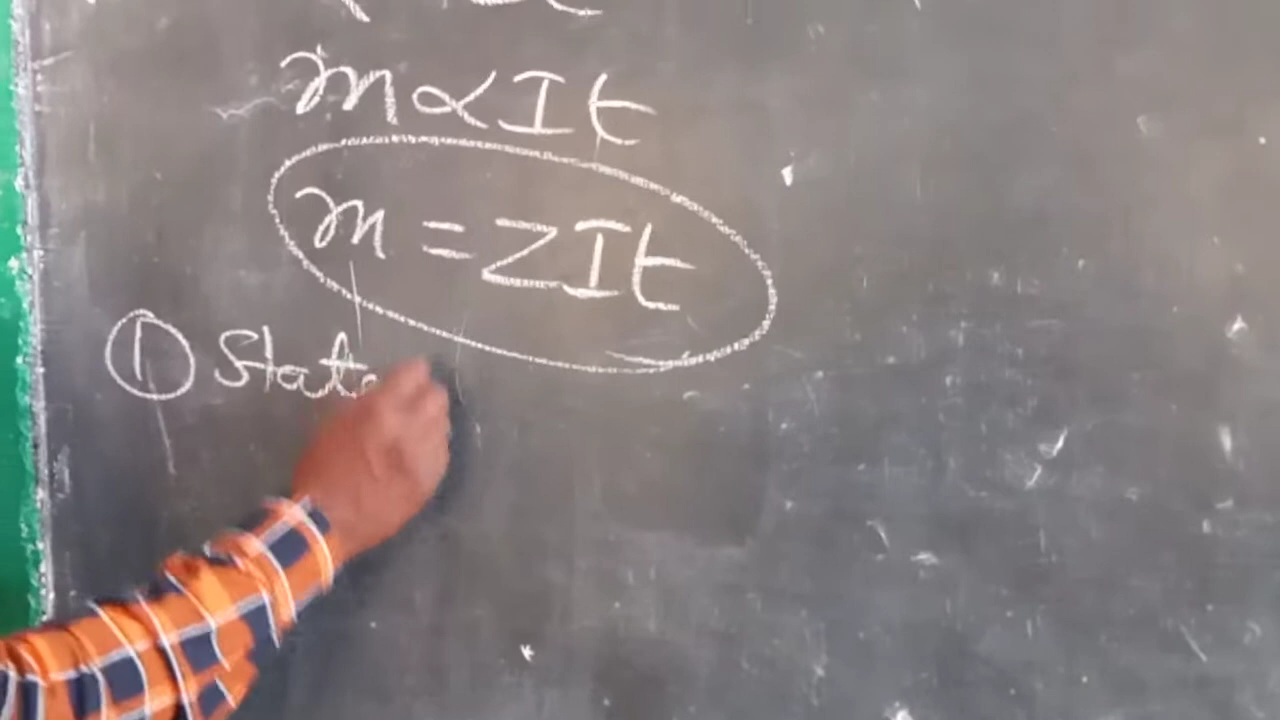 m ∝ It
m = ZIt
① State